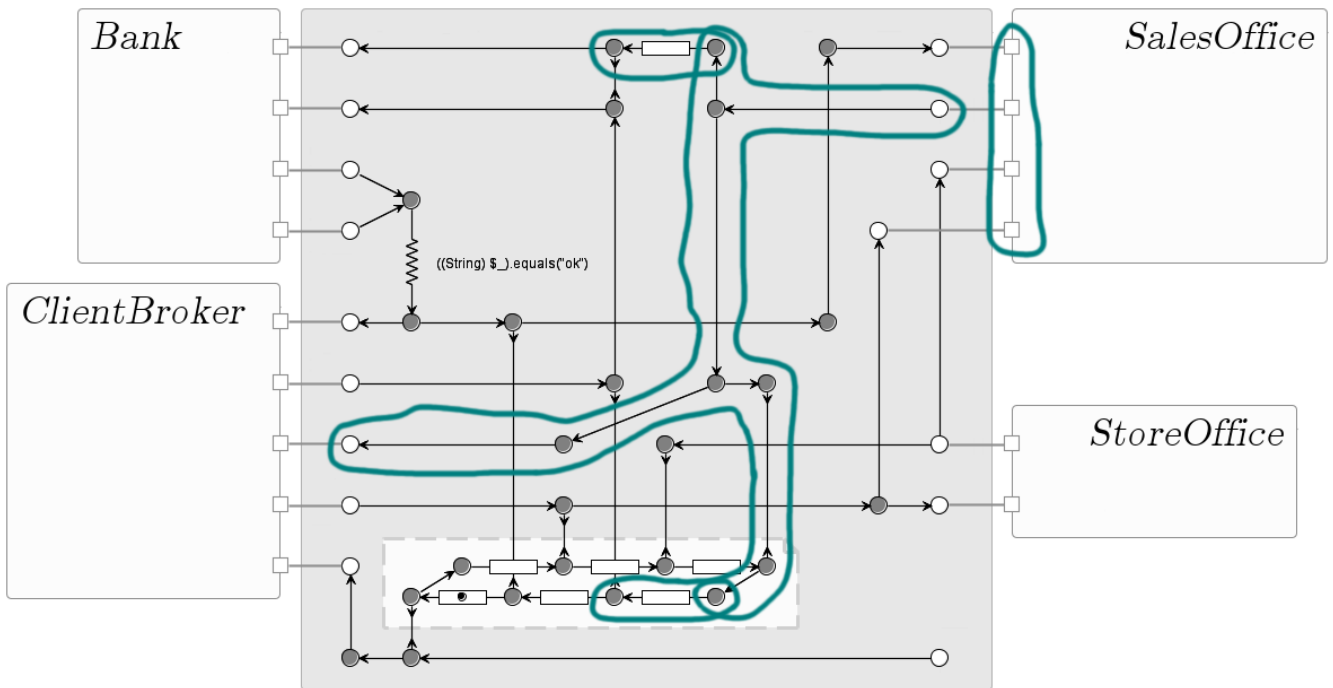 Bank
SalesOffice
((String) $_).equals("ok")
ClientBroker
StoreOffice